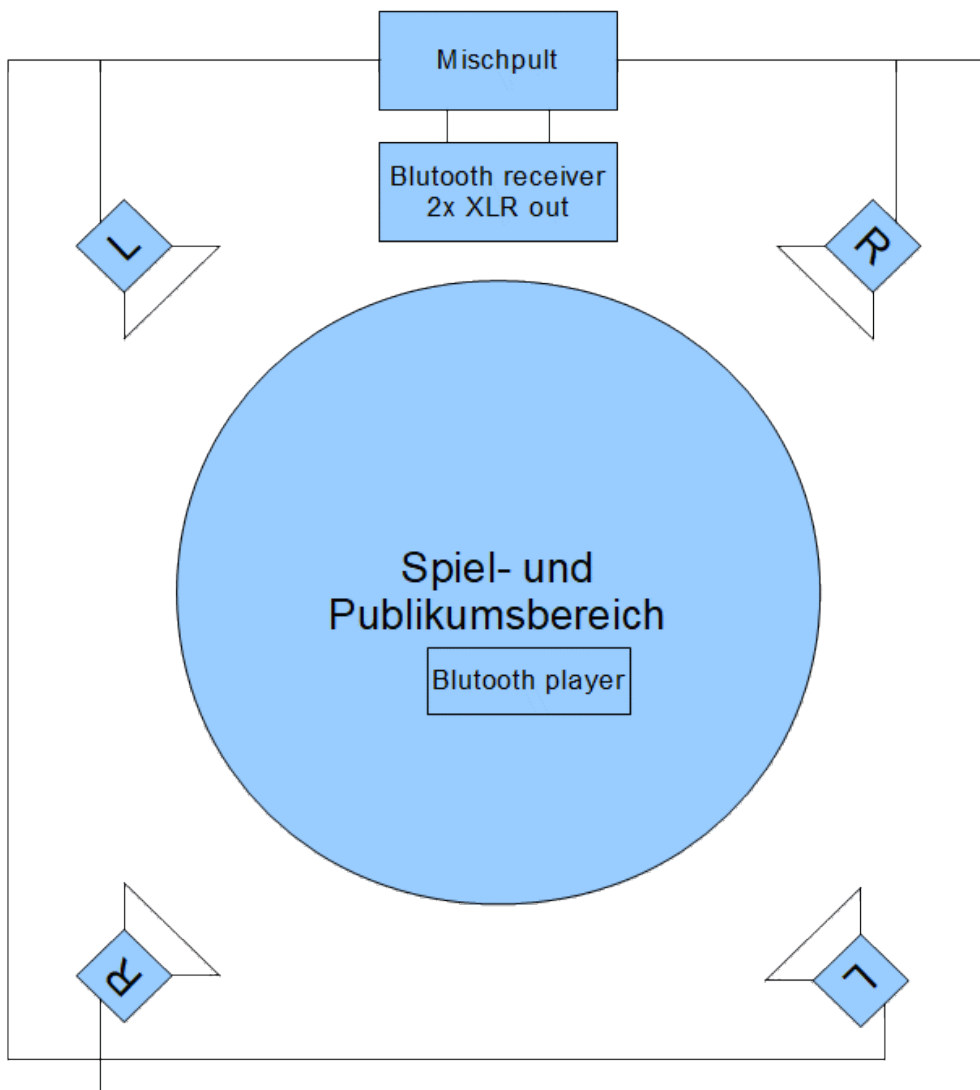 Mischpult
Blutooth receiver
2x XLR out
L
R
Spiel- und
Publikumsbereich
Blutooth player
R
L